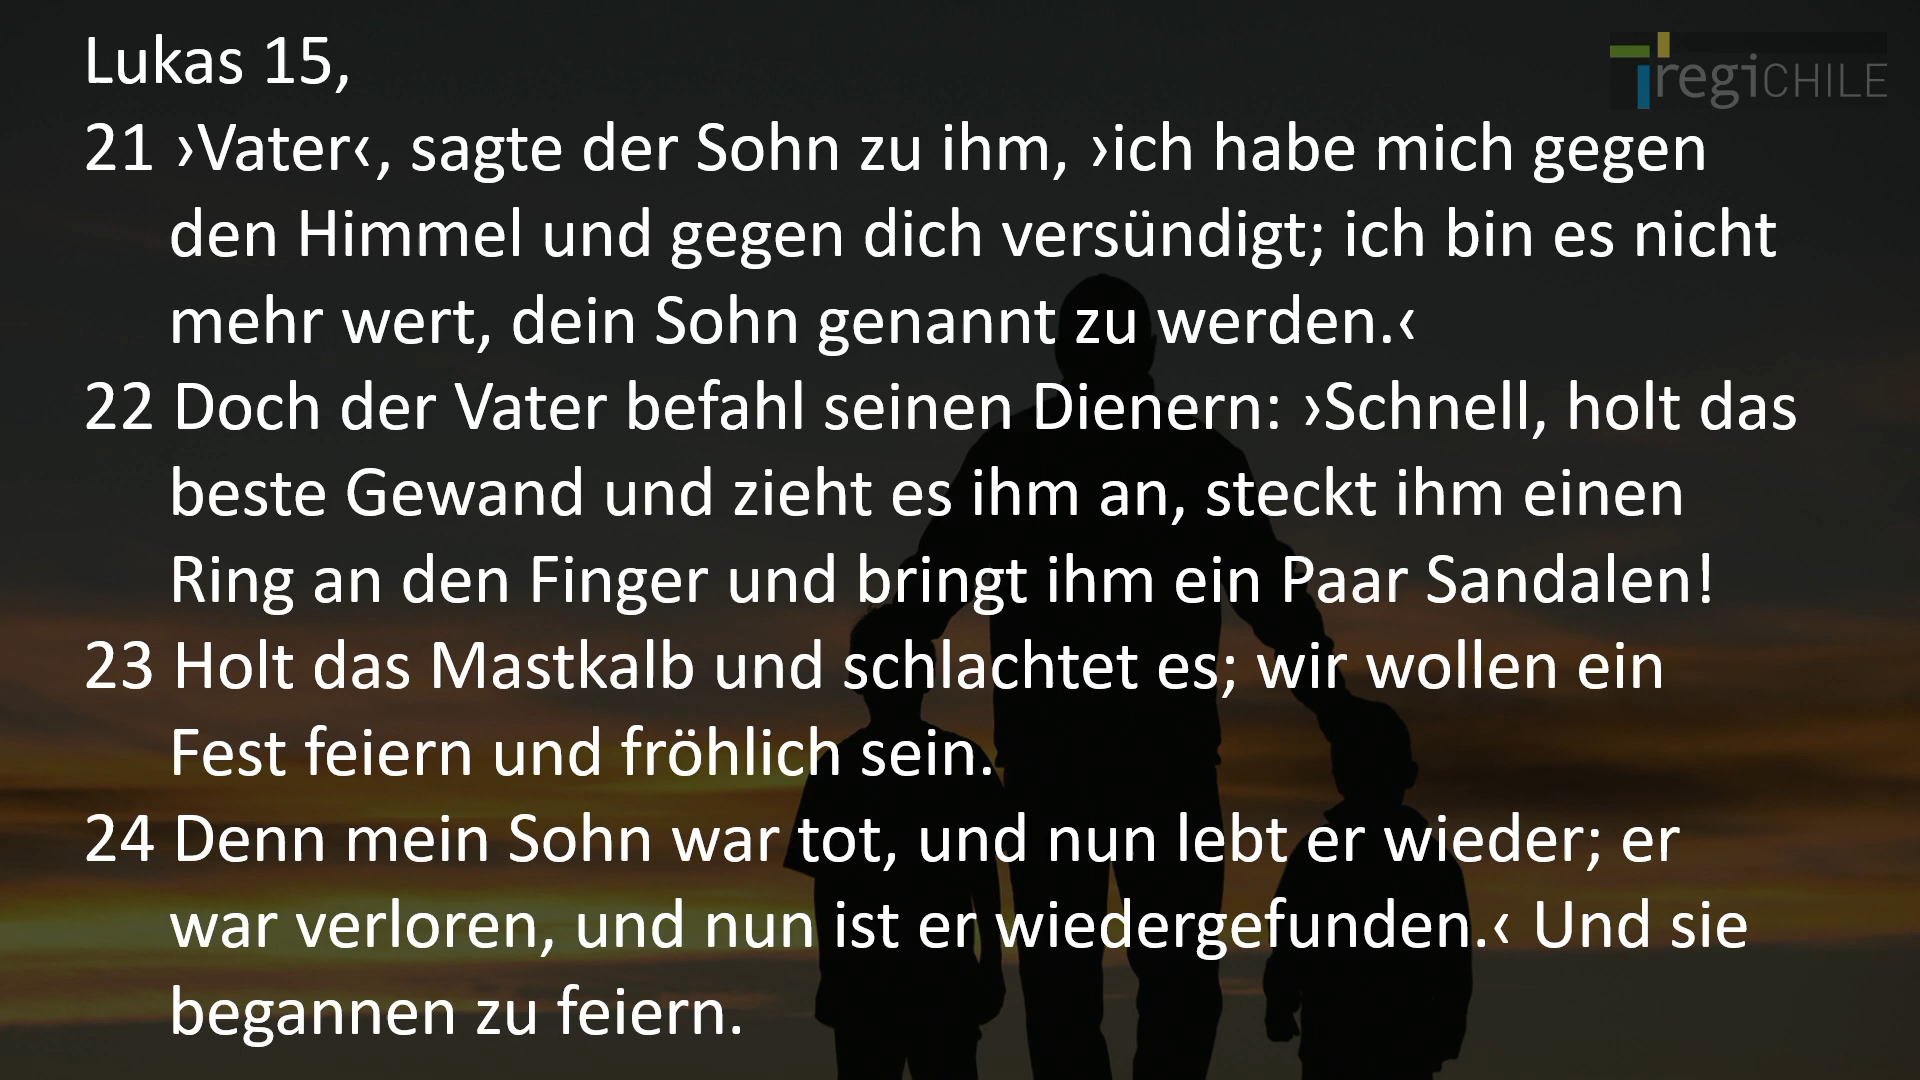 Lukas 15,
regiCHILE
21 ›Vater‹, sagte der Sohn zu ihm, ›ich habe mich gegen
den Himmel und gegen dich versündigt; ich bin es nicht
mehr wert, dein Sohn genannt zu werden.‹
22 Doch der Vater befahl seinen Dienern: ›Schnell, holt das
beste Gewand und zieht es ihm an, steckt ihm einen
Ring an den Finger und bringt ihm ein Paar Sandalen!
23 Holt das Mastkalb und schlachtet es; wir wollen ein
Fest feiern und fröhlich sein.
24 Denn mein Sohn war tot, und nun lebt er wieder; er
war verloren, und nun ist er wiedergefunden.‹ Und sie
begannen zu feiern.